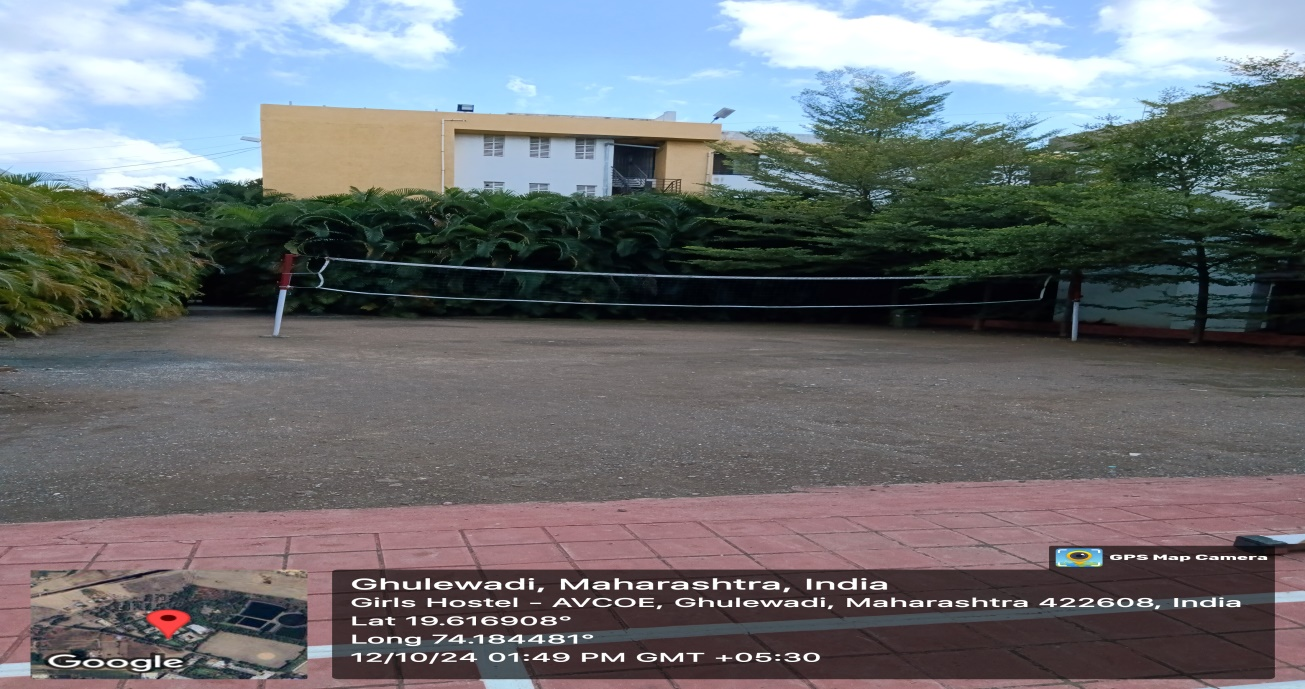 GPS Map Camera
Ghulewadi, Maharashtra, India
Girls Hostel - AVCOE, Ghulewadi, Maharashtra 422608, India
Lat 19.616908°
Long 74.184481°
12/10/24 01:49 PM GMT +05:30
Google